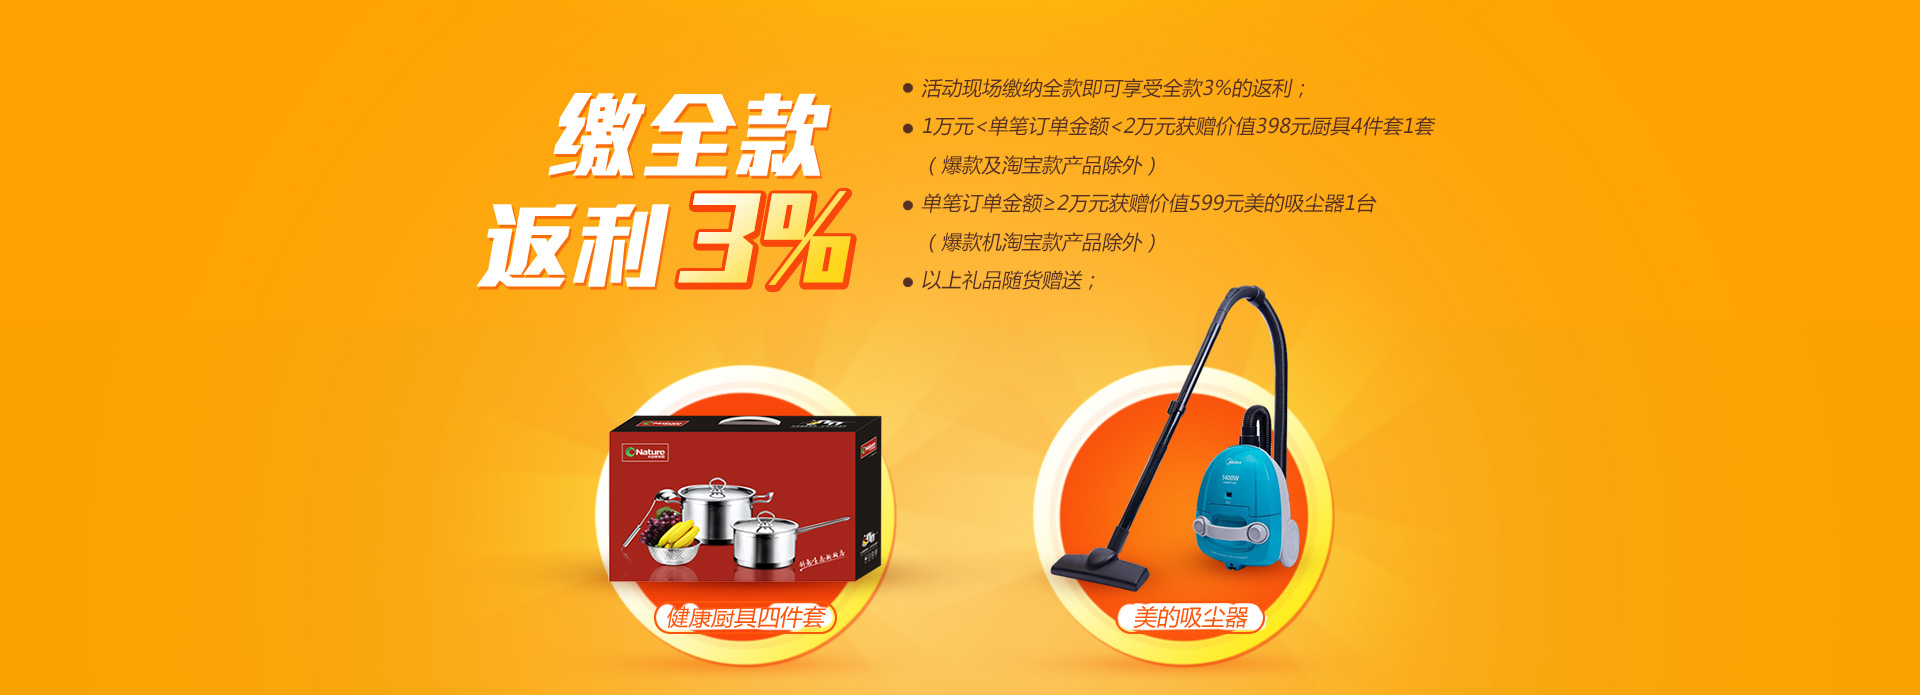 缴全款
返利3%
● 活动现场缴纳全款即可享受全款3%的返利；
● 1万元<单笔订单金额<2万元获赠价值398元厨具4件套1套
（爆款及淘宝款产品除外）
● 单笔订单金额≥2万元获赠价值599元美的吸尘器1台
（爆款机淘宝款产品除外）
● 以上礼品随货赠送；
Nature
Nature
Nature
Midea
1400W
健康厨具四件套
美的吸尘器